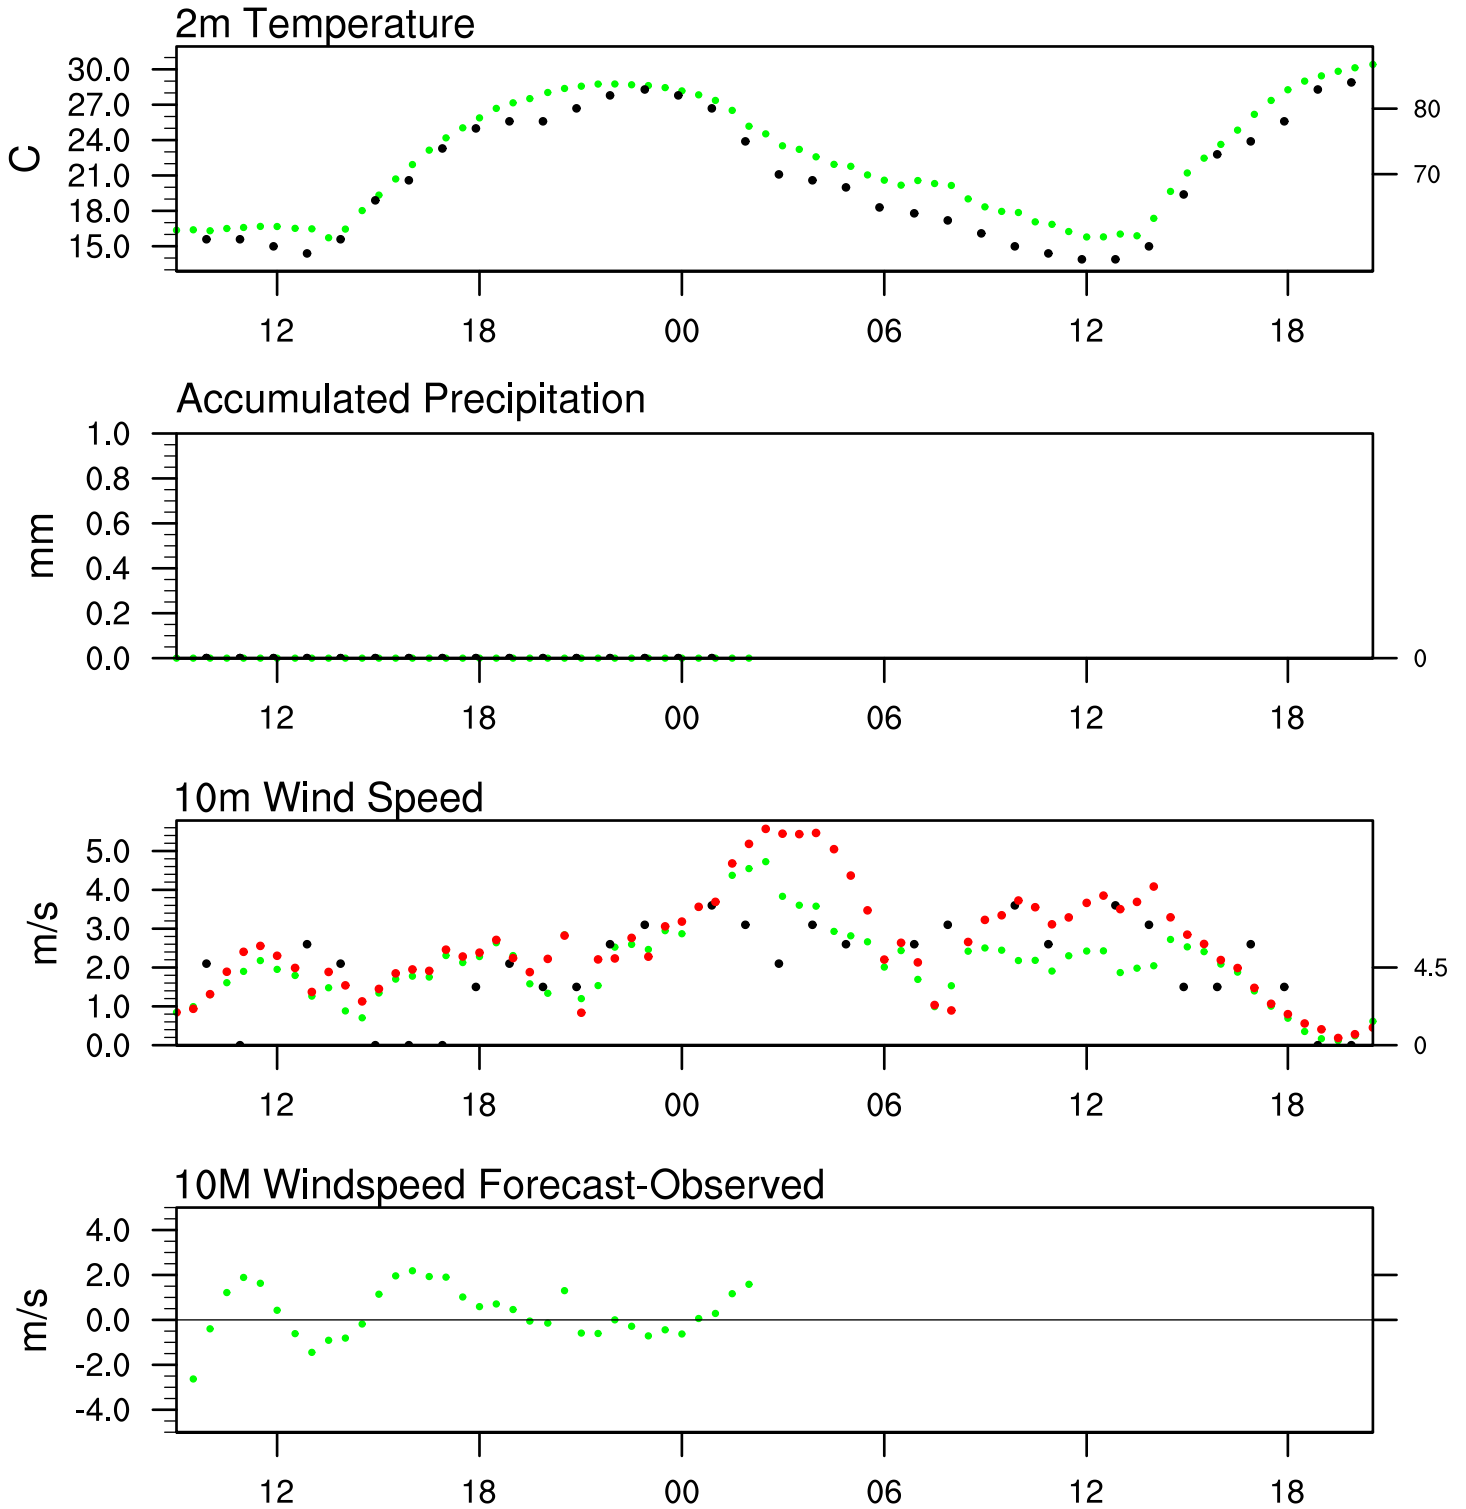 2m Temperature
30.0
27.0
24.0
21.0
18.0
15.0
C
80
70
12 18 00 06 12 18
Accumulated Precipitation
1.0
0.8
0.6
0.4
0.2
0.0
mm
0
12 18 00 06 12 18
10m Wind Speed
5.0
4.0
3.0
2.0
1.0
0.0
m/s
4.5
0
12 18 00 06 12 18
10M Windspeed Forecast-Observed
4.0
2.0
0.0
-2.0
-4.0
m/s
12 18 00 06 12 18